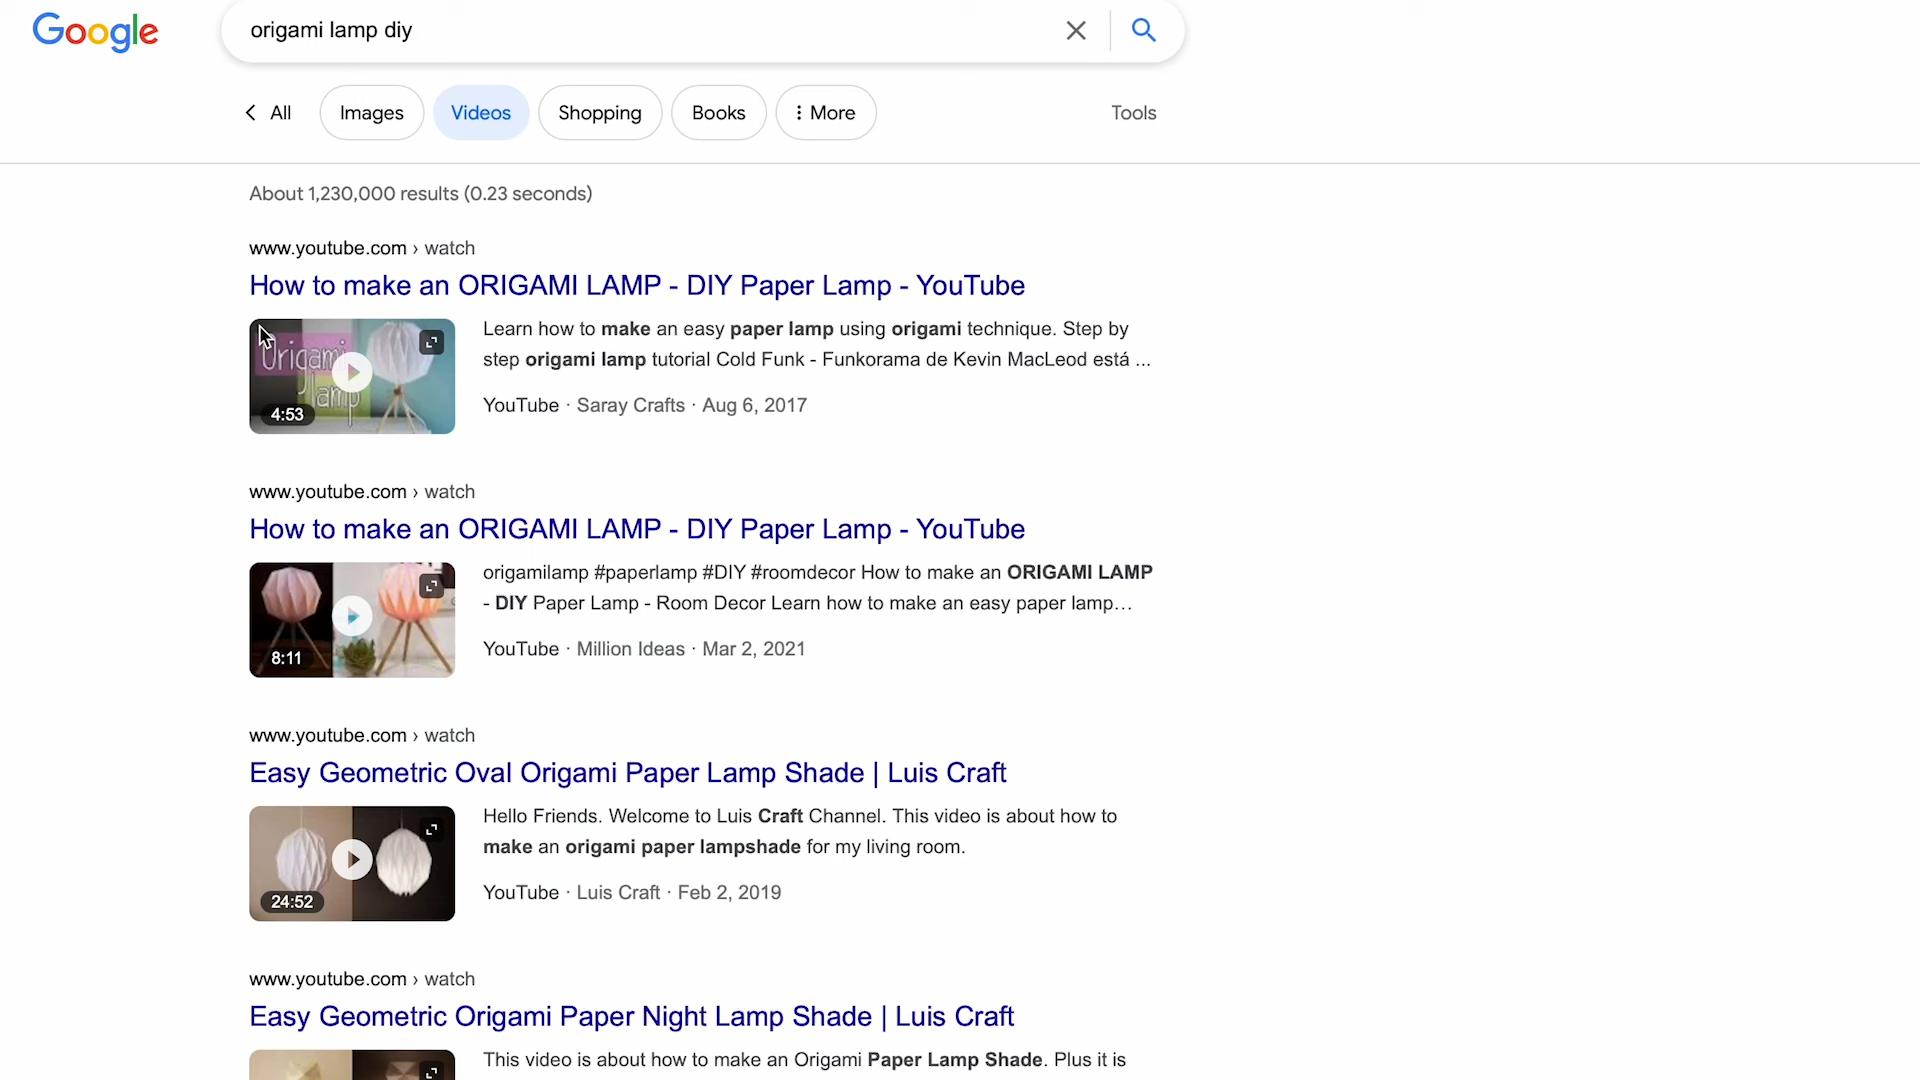 Google
origami lamp diy
All Images Videos Shopping Books More Tools
About 1,230,000 results (0.23 seconds)
www.youtube.com › watch
How to make an ORIGAMI LAMP - DIY Paper Lamp - YouTube
Origami
lamp
4:53
Learn how to make an easy paper lamp using origami technique. Step by
step origami lamp tutorial Cold Funk - Funkorama de Kevin MacLeod está ...
YouTube · Saray Crafts · Aug 6, 2017
www.youtube.com › watch
How to make an ORIGAMI LAMP - DIY Paper Lamp - YouTube
8:11
origamilamp #paperlamp #DIY #roomdecor How to make an ORIGAMI LAMP
- DIY Paper Lamp - Room Decor Learn how to make an easy paper lamp...
YouTube · Million Ideas · Mar 2, 2021
www.youtube.com › watch
Easy Geometric Oval Origami Paper Lamp Shade | Luis Craft
24:52
Hello Friends. Welcome to Luis Craft Channel. This video is about how to
make an origami paper lampshade for my living room.
YouTube · Luis Craft · Feb 2, 2019
www.youtube.com › watch
Easy Geometric Origami Paper Night Lamp Shade | Luis Craft
This video is about how to make an Origami Paper Lamp Shade. Plus it is